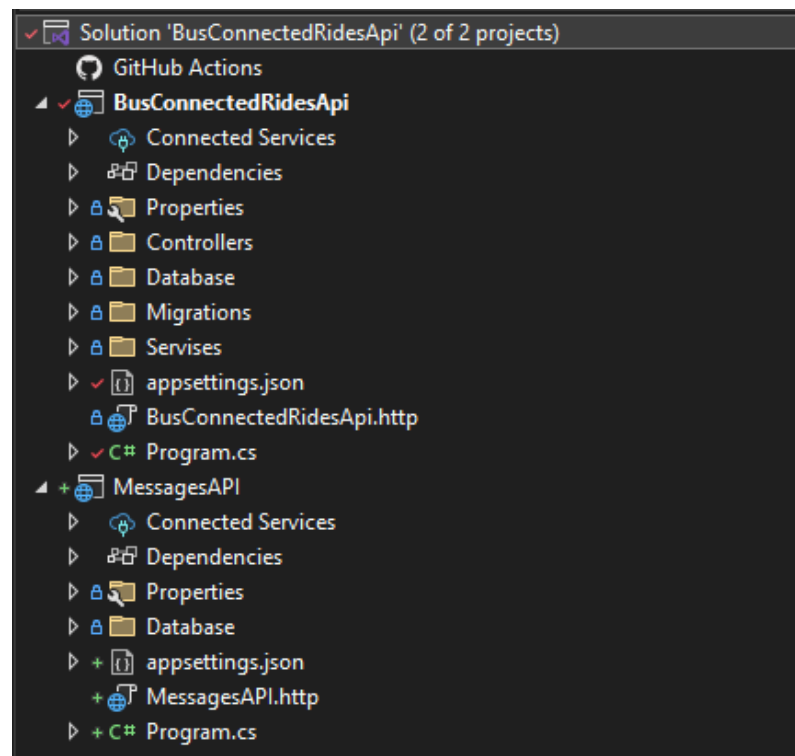 Solution 'BusConnectedRidesApi' (2 of 2 projects)
GitHub Actions
BusConnectedRidesApi
Connected Services
Dependencies
Properties
Controllers
Database
Migrations
Servises
appsettings.json
BusConnectedRidesApi.http
C# Program.cs
MessagesAPI
Connected Services
Dependencies
Properties
Database
appsettings.json
MessagesAPI.http
C# Program.cs